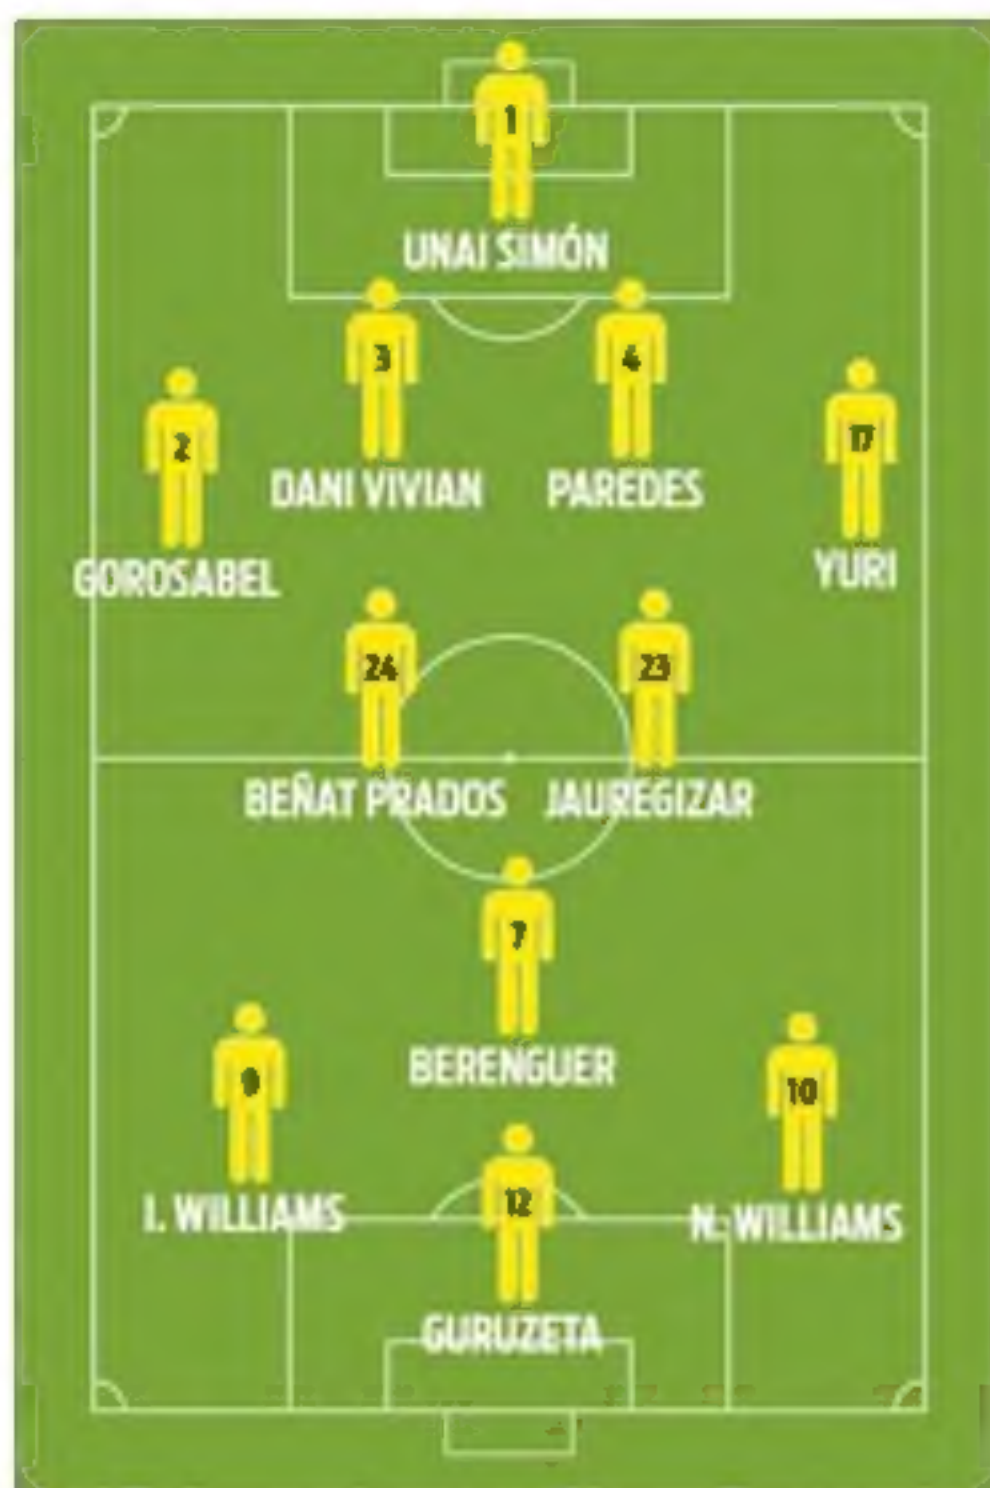 1
UNAI SIMÓN
3
4
DANI VIVIAN
PAREDES
2
17
GOROSABEL
YURI
24
23
BEÑAT PRADOS
JAUREGIZAR
7
BERENGUER
9
10
I. WILLIAMS
N. WILLIAMS
12
GURUZETA